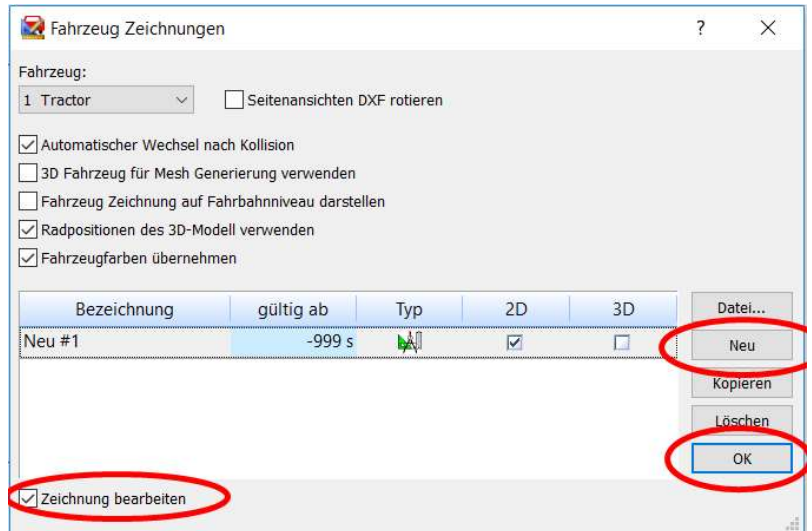 Fahrzeug Zeichnungen ?
Fahrzeug:
1 Tractor
Seitenansichten DXF rotieren
Automatischer Wechsel nach Kollision
3D Fahrzeug für Mesh Generierung verwenden
Fahrzeug Zeichnung auf Fahrbahnniveau darstellen
Radpositionen des 3D-Modell verwenden
Fahrzeugfarben übernehmen
Bezeichnung gültig ab Typ 2D 3D
Neu #1 -999 s
Datei...
Neu
Kopieren
Löschen
OK
Zeichnung bearbeiten